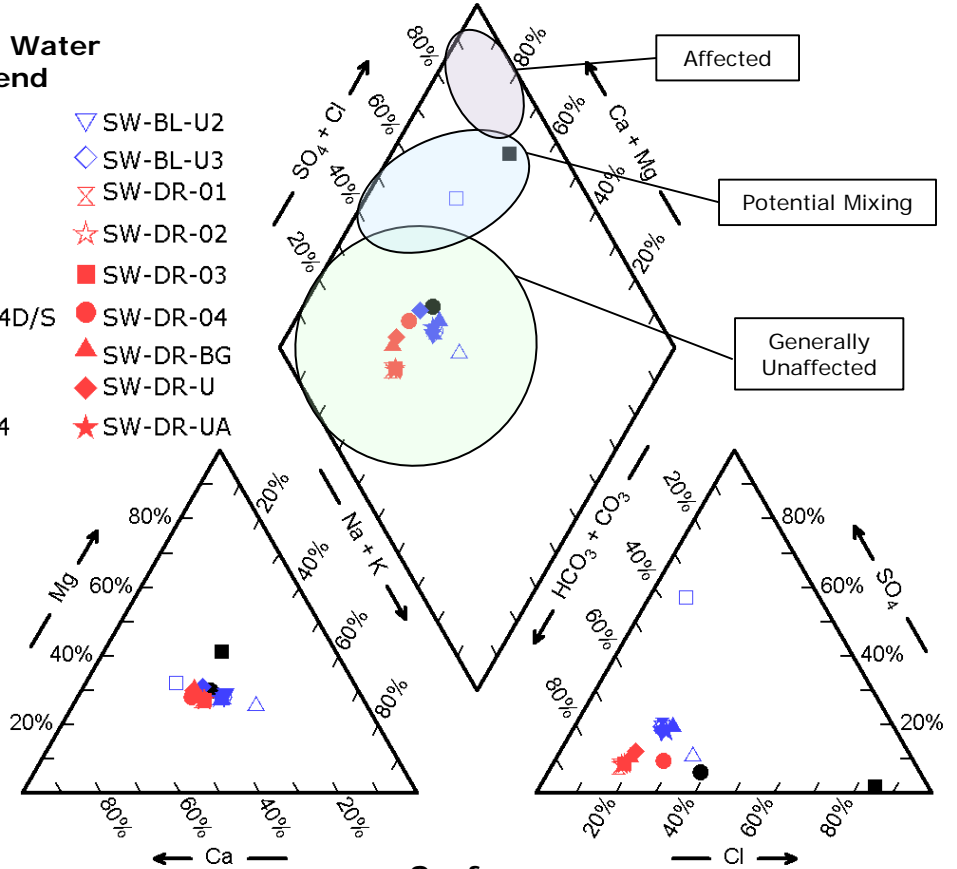 Water
end
SW-BL-U2
SW-BL-U3
SW-DR-01
SW-DR-02
SW-DR-03
4D/S
SW-DR-04
SW-DR-BG
SW-DR-U
4
SW-DR-UA
Affected
Potential Mixing
Generally
Unaffected
80%
60%
40%
20%
SO4 + Cl
80%
60%
40%
20%
Ca + Mg
Na + K
HCO3 + CO3
Mg
80%
60%
40%
20%
20%
40%
60%
80%
80%
60%
40%
20%
Ca
20%
40%
60%
80%
80%
60%
40%
20%
SO4
20%
40%
60%
80%
Cl